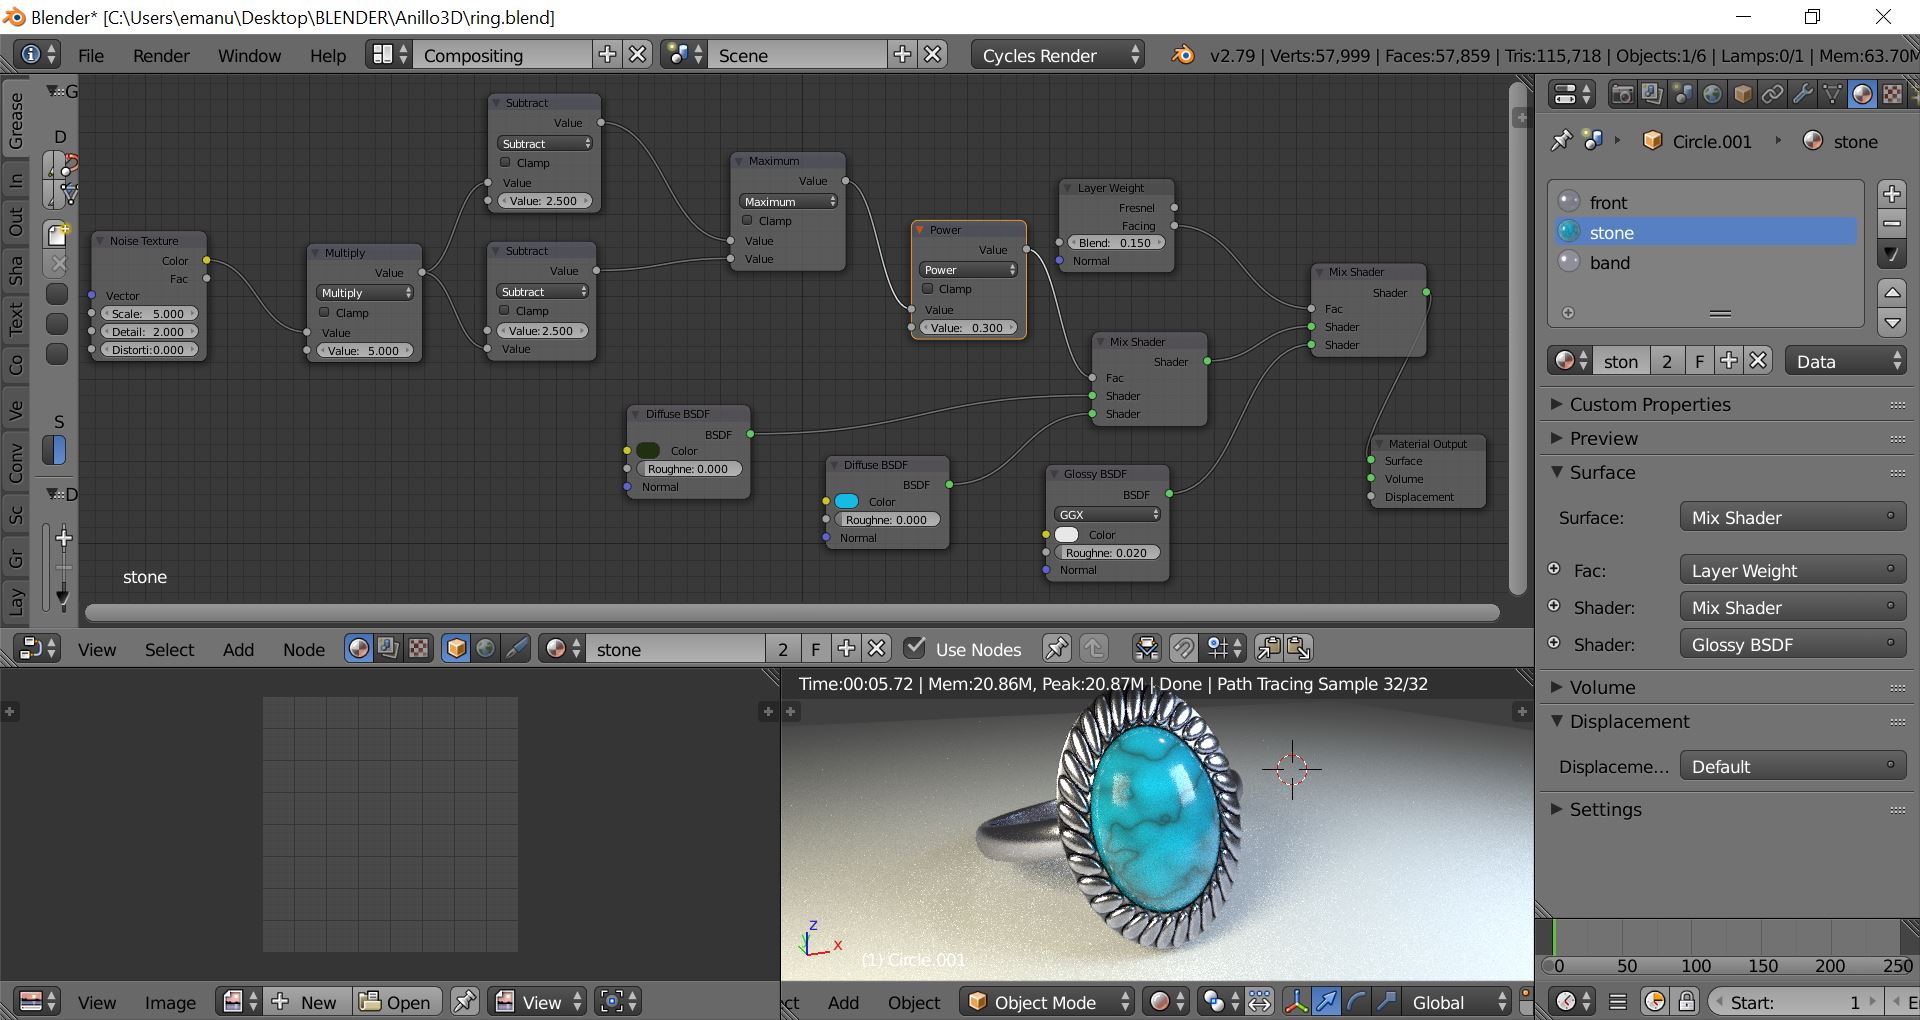 Blender* [C:\Users\emanu\Desktop\BLENDER\Anillo3D\ring.blend]
File Render Window Help Compositing Scene Cycles Render v2.79 | Verts:57,999 | Faces:57,859 | Tris:115,718 | Objects:1/6 | Lamps:0/1 | Mem:63.70M
Grease
In
Out
Sha
Text
Co
Ve
Conv
Sc
Gr
Lay
G
D
S
D
Noise Texture
Color
Fac
Vector
Scale: 5.000
Detail: 2.000
Distorti:0.000
Multiply
Value
Multiply
Clamp
Value
Value: 5.000
Subtract
Value
Subtract
Clamp
Value
Value: 2.500
Subtract
Value
Subtract
Clamp
Value:2.500
Value
Maximum
Value
Maximum
Clamp
Value
Value
Power
Value
Power
Clamp
Value
Value: 0.300
Layer Weight
Fresnel
Facing
Blend: 0.150
Normal
Mix Shader
Shader
Fac
Shader
Shader
Mix Shader
Shader
Fac
Shader
Shader
Diffuse BSDF
BSDF
Color
Roughne: 0.000
Normal
Diffuse BSDF
BSDF
Color
Roughne: 0.000
Normal
Glossy BSDF
BSDF
GGX
Color
Roughne: 0.020
Normal
Material Output
Surface
Volume
Displacement
stone
View Select Add Node stone 2 F Use Nodes
Time:00:05.72 | Mem:20.86M, Peak:20.87M | Done | Path Tracing Sample 32/32
z
y
x
(1) Circle.001
View Image New Open View
ct Add Object Object Mode Global
Circle.001 stone
front
stone
band
ston 2 F Data
Custom Properties
Preview
Surface
Surface: Mix Shader
Fac: Layer Weight
Shader: Mix Shader
Shader: Glossy BSDF
Volume
Displacement
Displaceme... Default
Settings
0 50 100 150 200 250
Start: 1 E